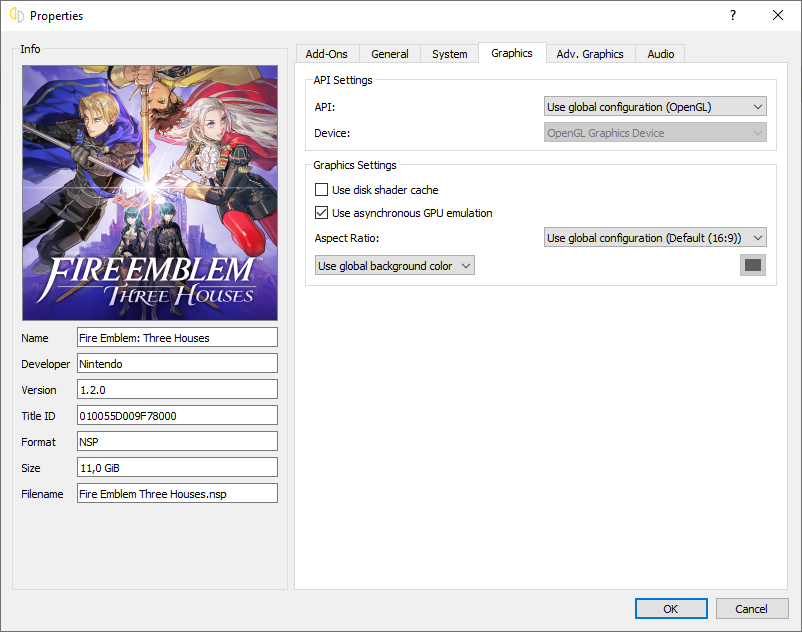 Properties
?
Info
FIRE EMBLEM™
THREE HOUSES
Name Fire Emblem: Three Houses
Developer Nintendo
Version 1.2.0
Title ID 010055D009F78000
Format NSP
Size 11,0 GiB
Filename Fire Emblem Three Houses.nsp
Add-Ons General System Graphics Adv. Graphics Audio
API Settings
API: Use global configuration (OpenGL)
Device: OpenGL Graphics Device
Graphics Settings
Use disk shader cache
Use asynchronous GPU emulation
Aspect Ratio: Use global configuration (Default (16:9))
Use global background color
OK Cancel